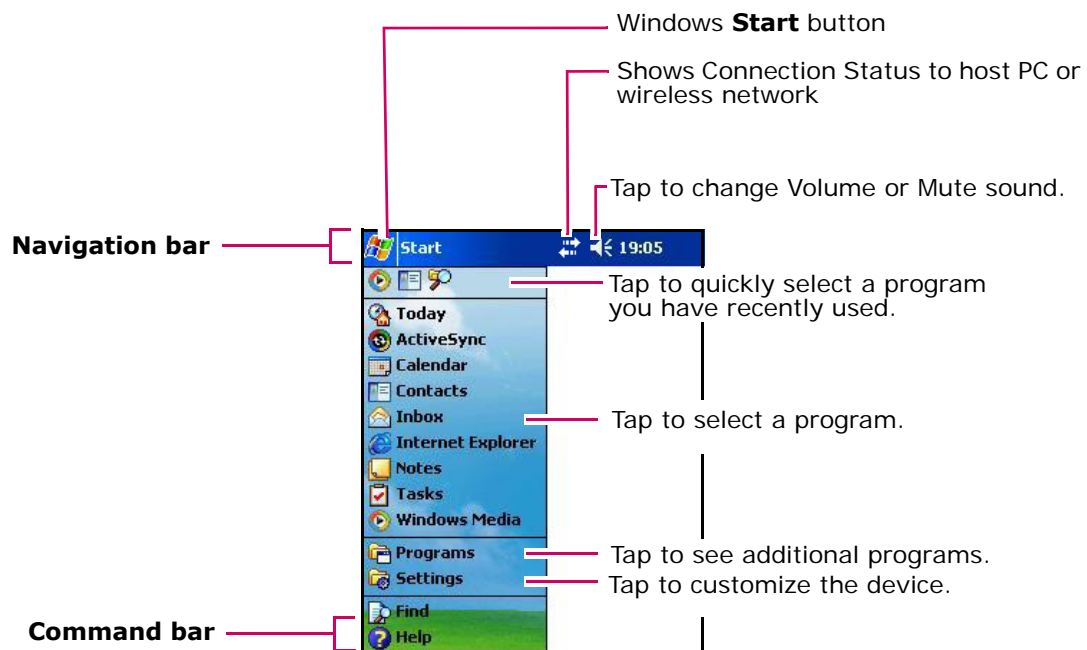 Windows Start button
Shows Connection Status to host PC or
wireless network
Tap to change Volume or Mute sound.
Navigation bar
Start
19:05
Tap to quickly select a program
you have recently used.
Today
ActiveSync
Calendar
Contacts
Inbox
Tap to select a program.
Internet Explorer
Notes
Tasks
Windows Media
Programs
Tap to see additional programs.
Settings
Tap to customize the device.
Find
Command bar
Help